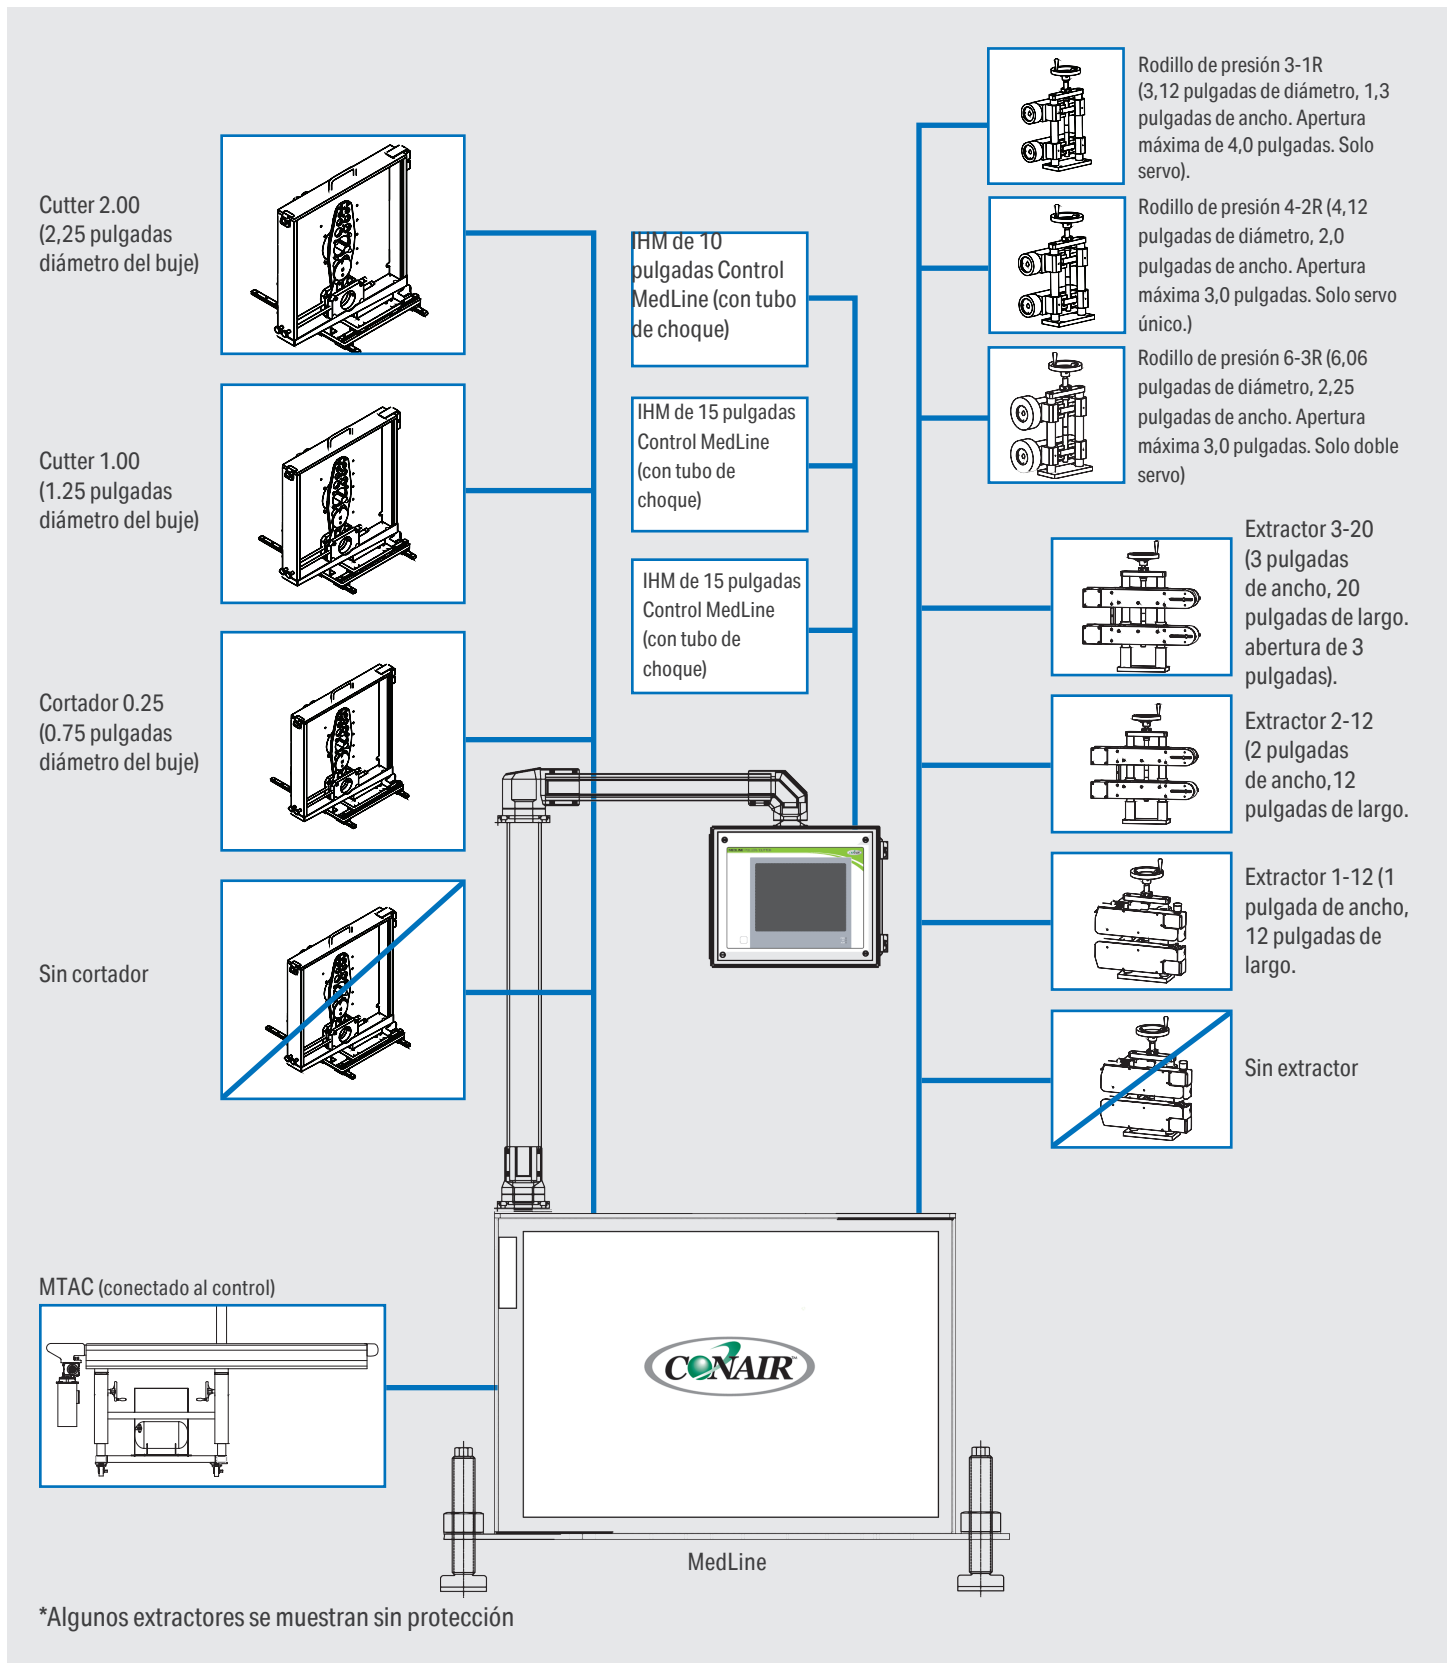 Cutter 2.00
(2,25 pulgadas
diámetro del buje)
Cutter 1.00
(1.25 pulgadas
diámetro del buje)
Cortador 0.25
(0.75 pulgadas
diámetro del buje)
Sin cortador
IHM de 10
pulgadas Control
MedLine (con tubo
de choque)
IHM de 15 pulgadas
Control MedLine
(con tubo de
choque)
IHM de 15 pulgadas
Control MedLine
(con tubo de
choque)
Rodillo de presión 3-1R
(3,12 pulgadas de diámetro, 1,3
pulgadas de ancho. Apertura
máxima de 4,0 pulgadas. Solo
servo).
Rodillo de presión 4-2R (4,12
pulgadas de diámetro, 2,0
pulgadas de ancho. Apertura
máxima 3,0 pulgadas. Solo servo
único.)
Rodillo de presión 6-3R (6,06
pulgadas de diámetro, 2,25
pulgadas de ancho. Apertura
máxima 3,0 pulgadas. Solo doble
servo)
Extractor 3-20
(3 pulgadas
de ancho, 20
pulgadas de largo.
abertura de 3
pulgadas).
Extractor 2-12
(2 pulgadas
de ancho,12
pulgadas de largo.
Extractor 1-12 (1
pulgada de ancho,
12 pulgadas de
largo.
Sin extractor
MTAC (conectado al control)
CONAIR
MedLine
*Algunos extractores se muestran sin protección